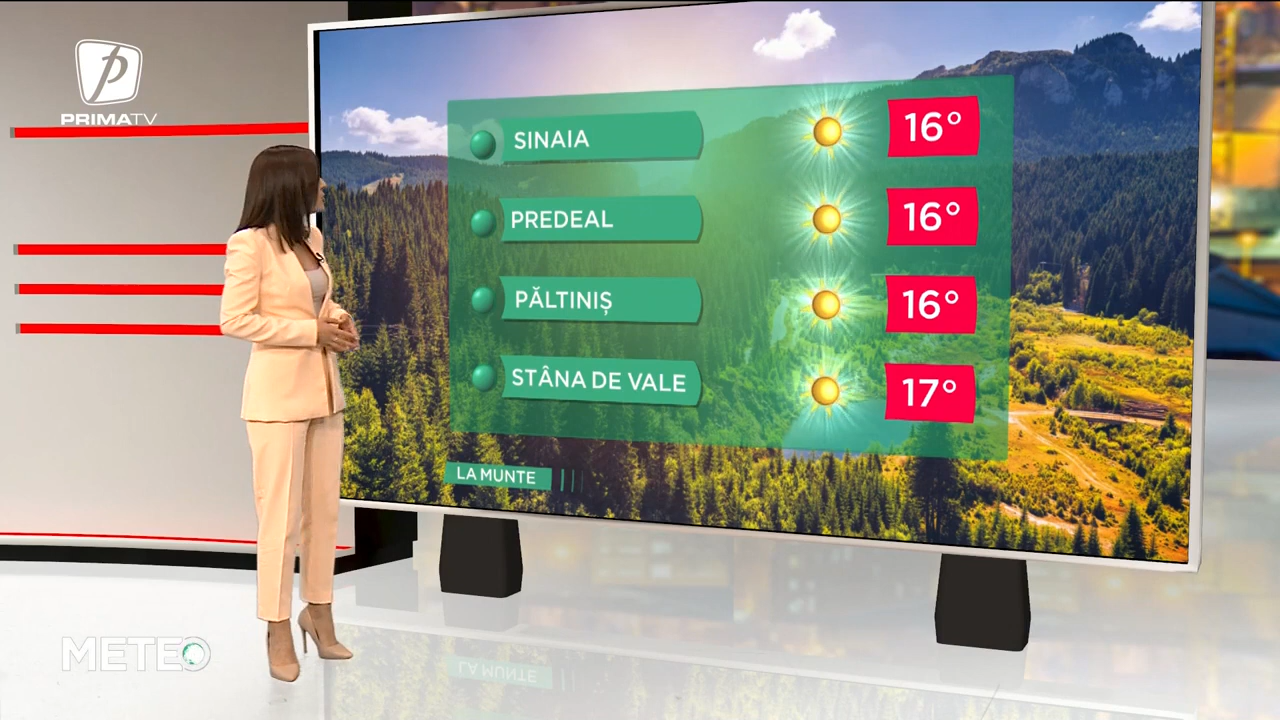 PRIMATV
SINAIA 16°
PREDEAL 16°
PĂLTINIȘ 16°
STÂNA DE VALE 17°
LA MUNTE
METEO